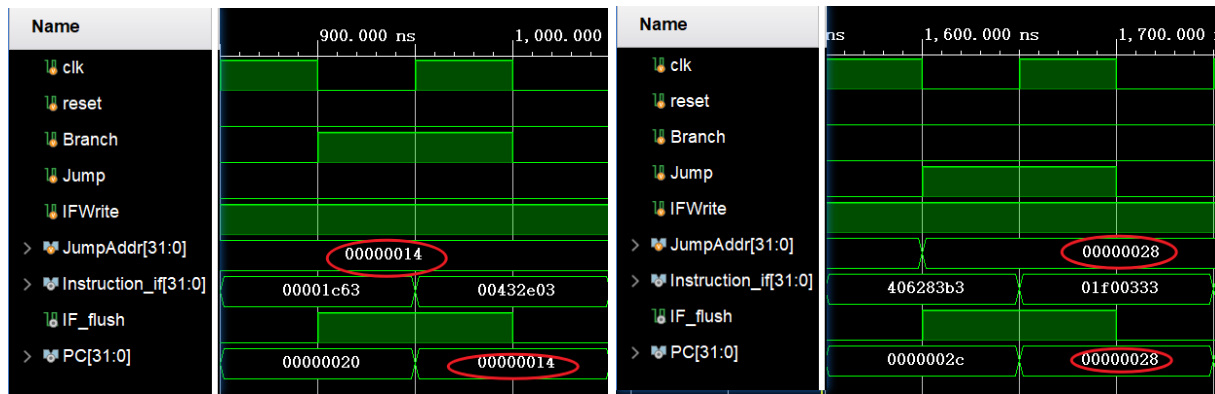 Name
900.000 ns
1,000.000
clk
reset
Branch
Jump
IFWrite
JumpAddr[31:0]
00000014
Instruction_if[31:0]
00001c63
00432e03
IF_flush
PC[31:0]
00000020
00000014
Name
ns
1,600.000 ns
1,700.000
clk
reset
Branch
Jump
IFWrite
JumpAddr[31:0]
00000028
Instruction_if[31:0]
406283b3
01f00333
IF_flush
PC[31:0]
0000002c
00000028